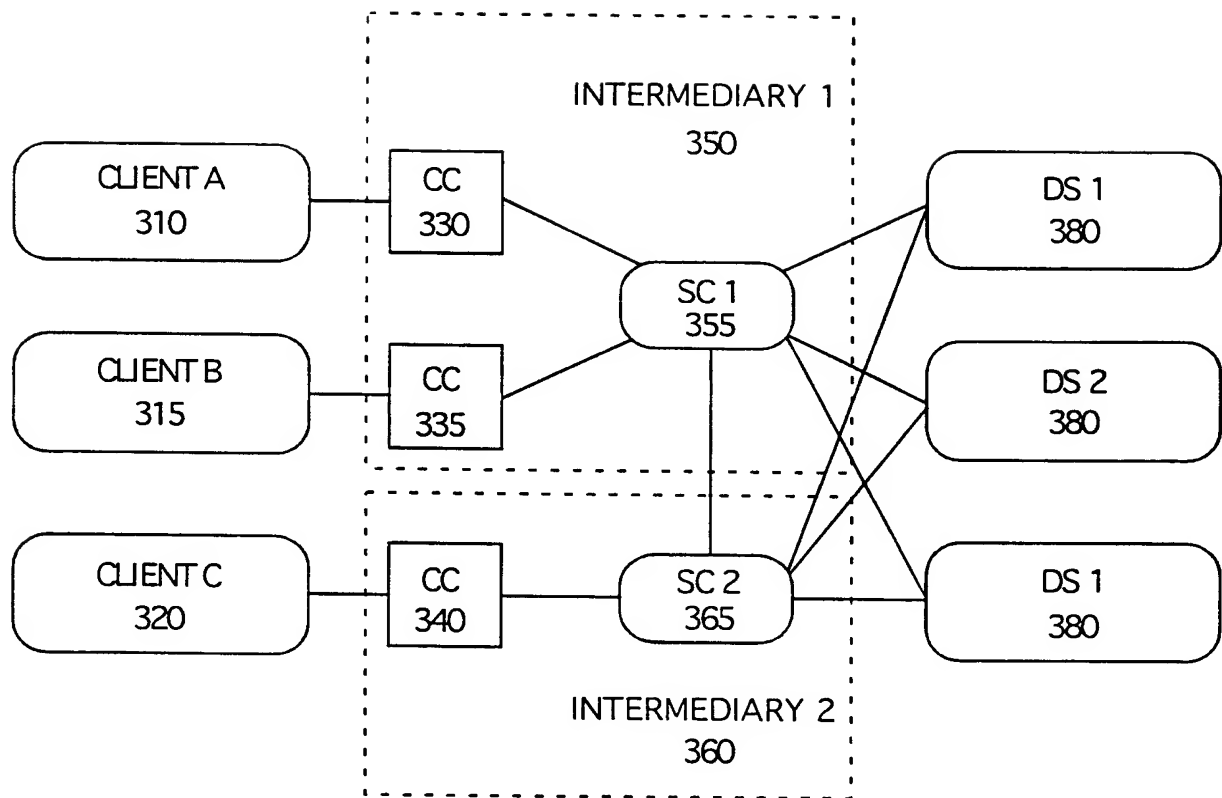 INTERMEDIARY 1
350
CLIENT A
310
CC
330
DS 1
380
SC 1
355
CLIENT B
315
CC
335
DS 2
380
CLIENT C
320
CC
340
SC 2
365
DS 1
380
INTERMEDIARY 2
360